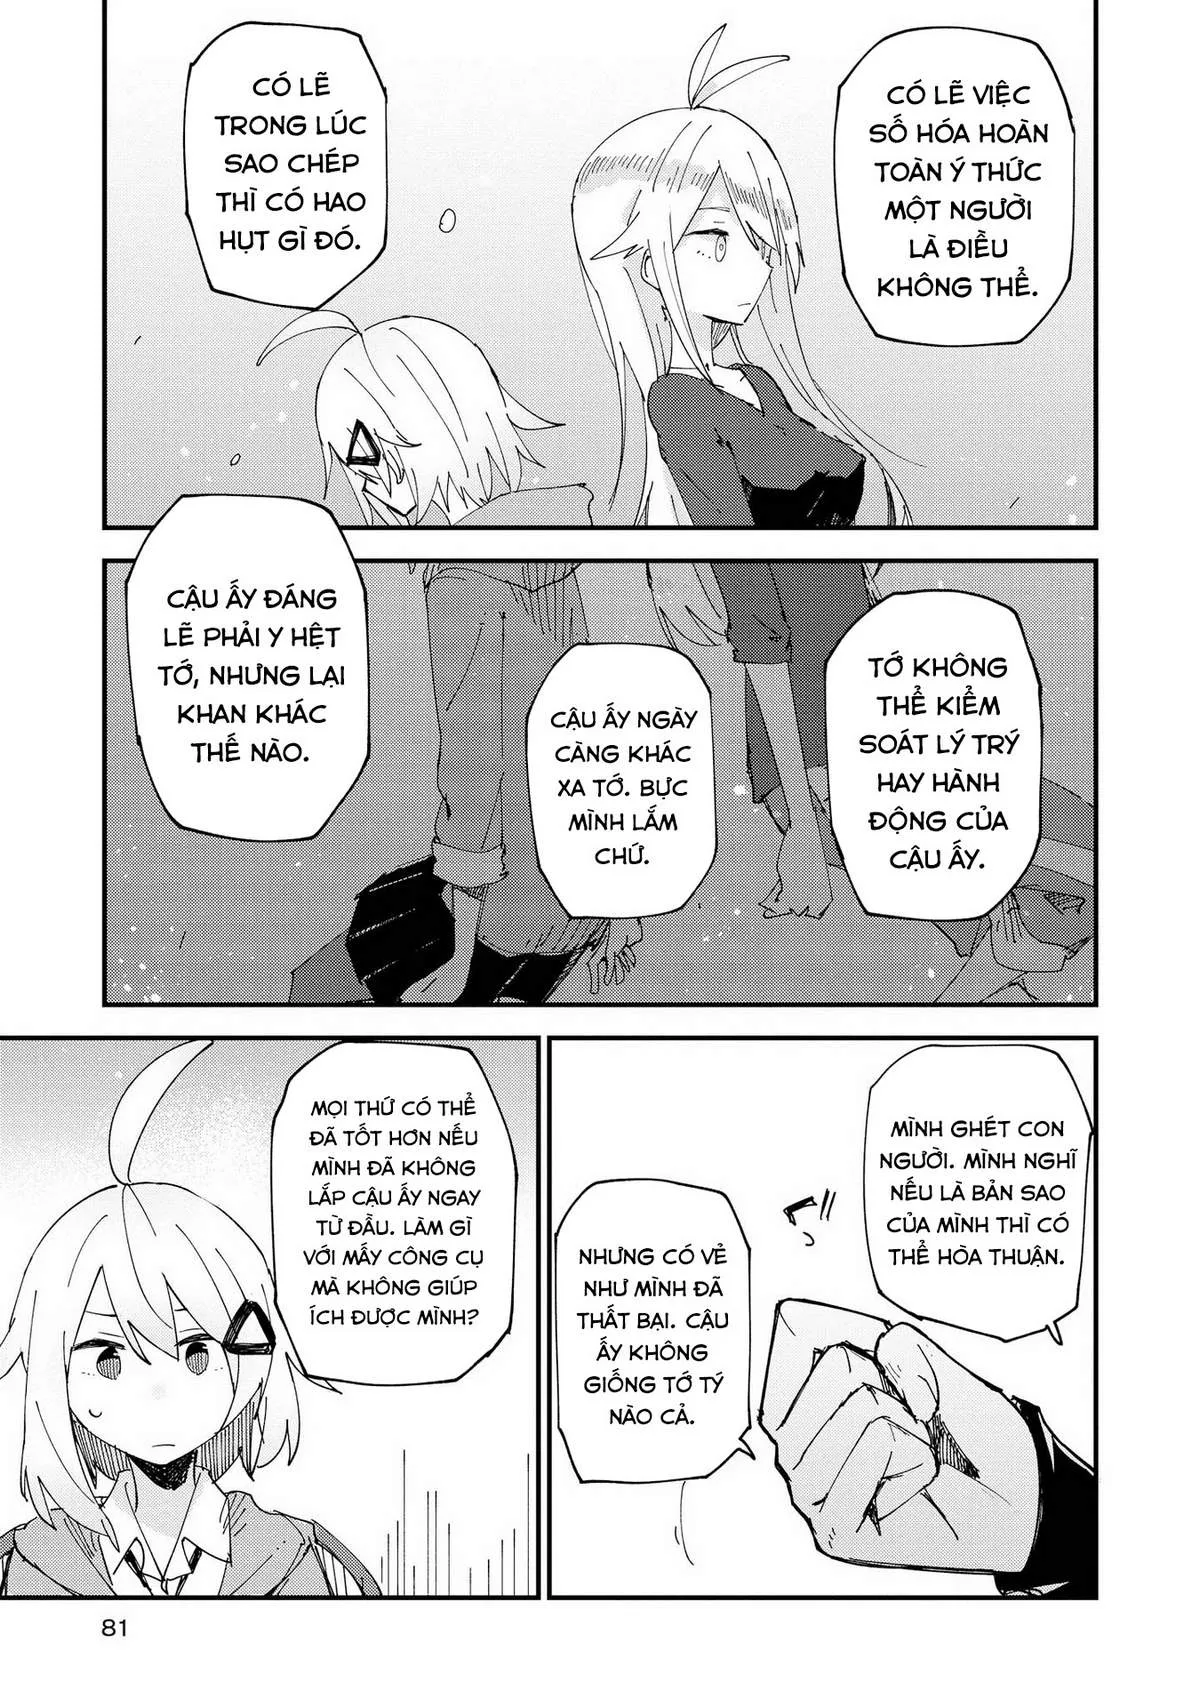 CÓ LẼ VIỆC
SỐ HÓA HOÀN
TOÀN Ý THỨC
MỘT NGƯỜI
LÀ ĐIỀU
KHÔNG THỂ.
CÓ LẼ
TRONG LÚC
SAO CHÉP
THÌ CÓ HAO
HỤT GÌ ĐÓ.
TỚ KHÔNG
THỂ KIỂM
SOÁT LÝ TRÝ
HAY HÀNH
ĐỘNG CỦA
CẬU ẤY.
CẬU ẤY NGÀY
CÀNG KHÁC
XA TỚ. BỰC
MÌNH LẮM
CHỨ.
CẬU ẤY ĐÁNG
LẼ PHẢI Y HỆT
TỚ, NHƯNG LẠI
KHAN KHÁC
THẾ NÀO.
MÌNH GHÉT CON
NGƯỜI. MÌNH NGHĨ
NẾU LÀ BẢN SAO
CỦA MÌNH THÌ CÓ
THỂ HÒA THUẬN.
NHƯNG CÓ VẺ
NHƯ MÌNH ĐÃ
THẤT BẠI. CẬU
ẤY KHÔNG
GIỐNG TỚ TÝ
NÀO CẢ.
MỌI THỨ CÓ THỂ
ĐÃ TỐT HƠN NẾU
MÌNH ĐÃ KHÔNG
LẮP CẬU ẤY NGAY
TỪ ĐẦU. LÀM GÌ
VỚI MẤY CÔNG CỤ
MÀ KHÔNG GIÚP
ÍCH ĐƯỢC MÌNH?
81